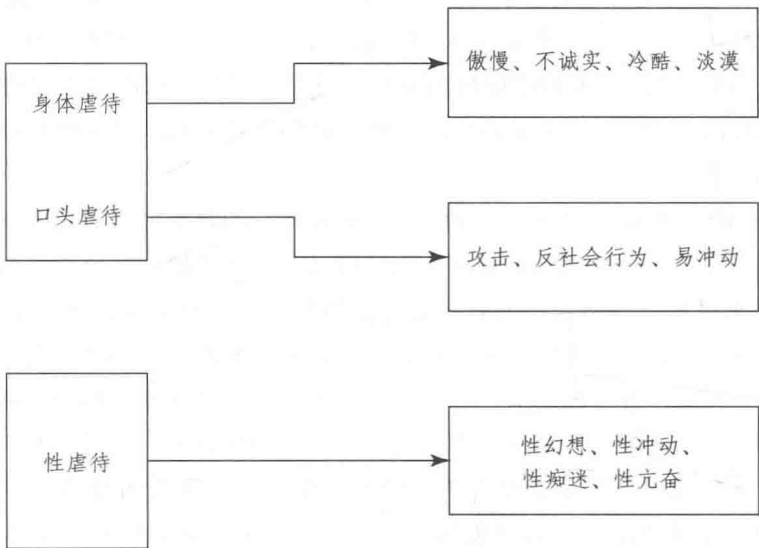 傲慢、不诚实、冷酷、淡漠
身体虐待
口头虐待
攻击、反社会行为、易冲动
性虐待
性幻想、性冲动、
性痴迷、性亢奋